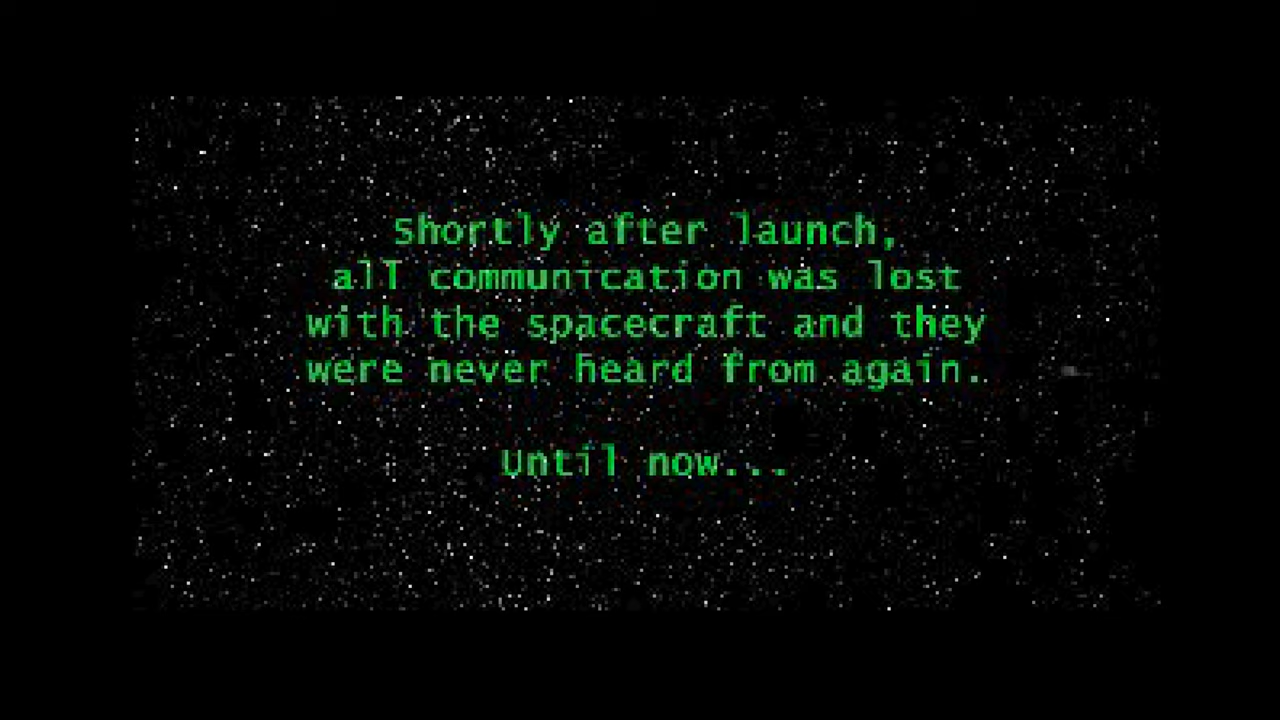 Shortly after launch,
all communication was lost
with the spacecraft and they
were never heard from again.
Until now...